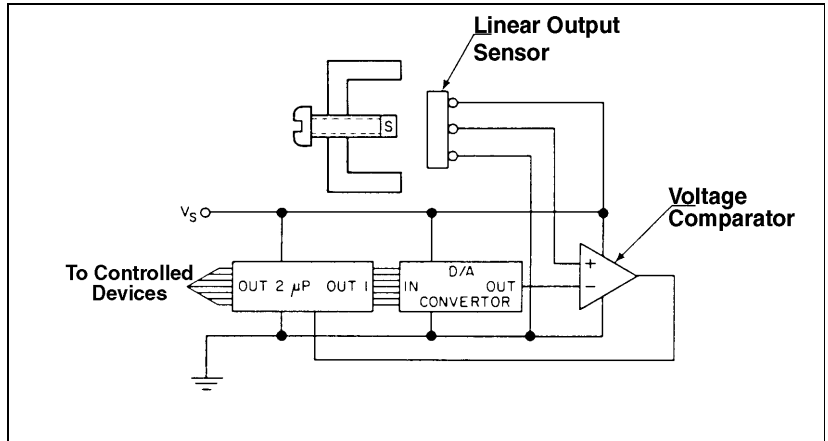 Linear Output
Sensor
S
Voltage
Comparator
VS
To Controlled
Devices
OUT 2 μP OUT 1
D/A
IN OUT
CONVERTOR
+
−